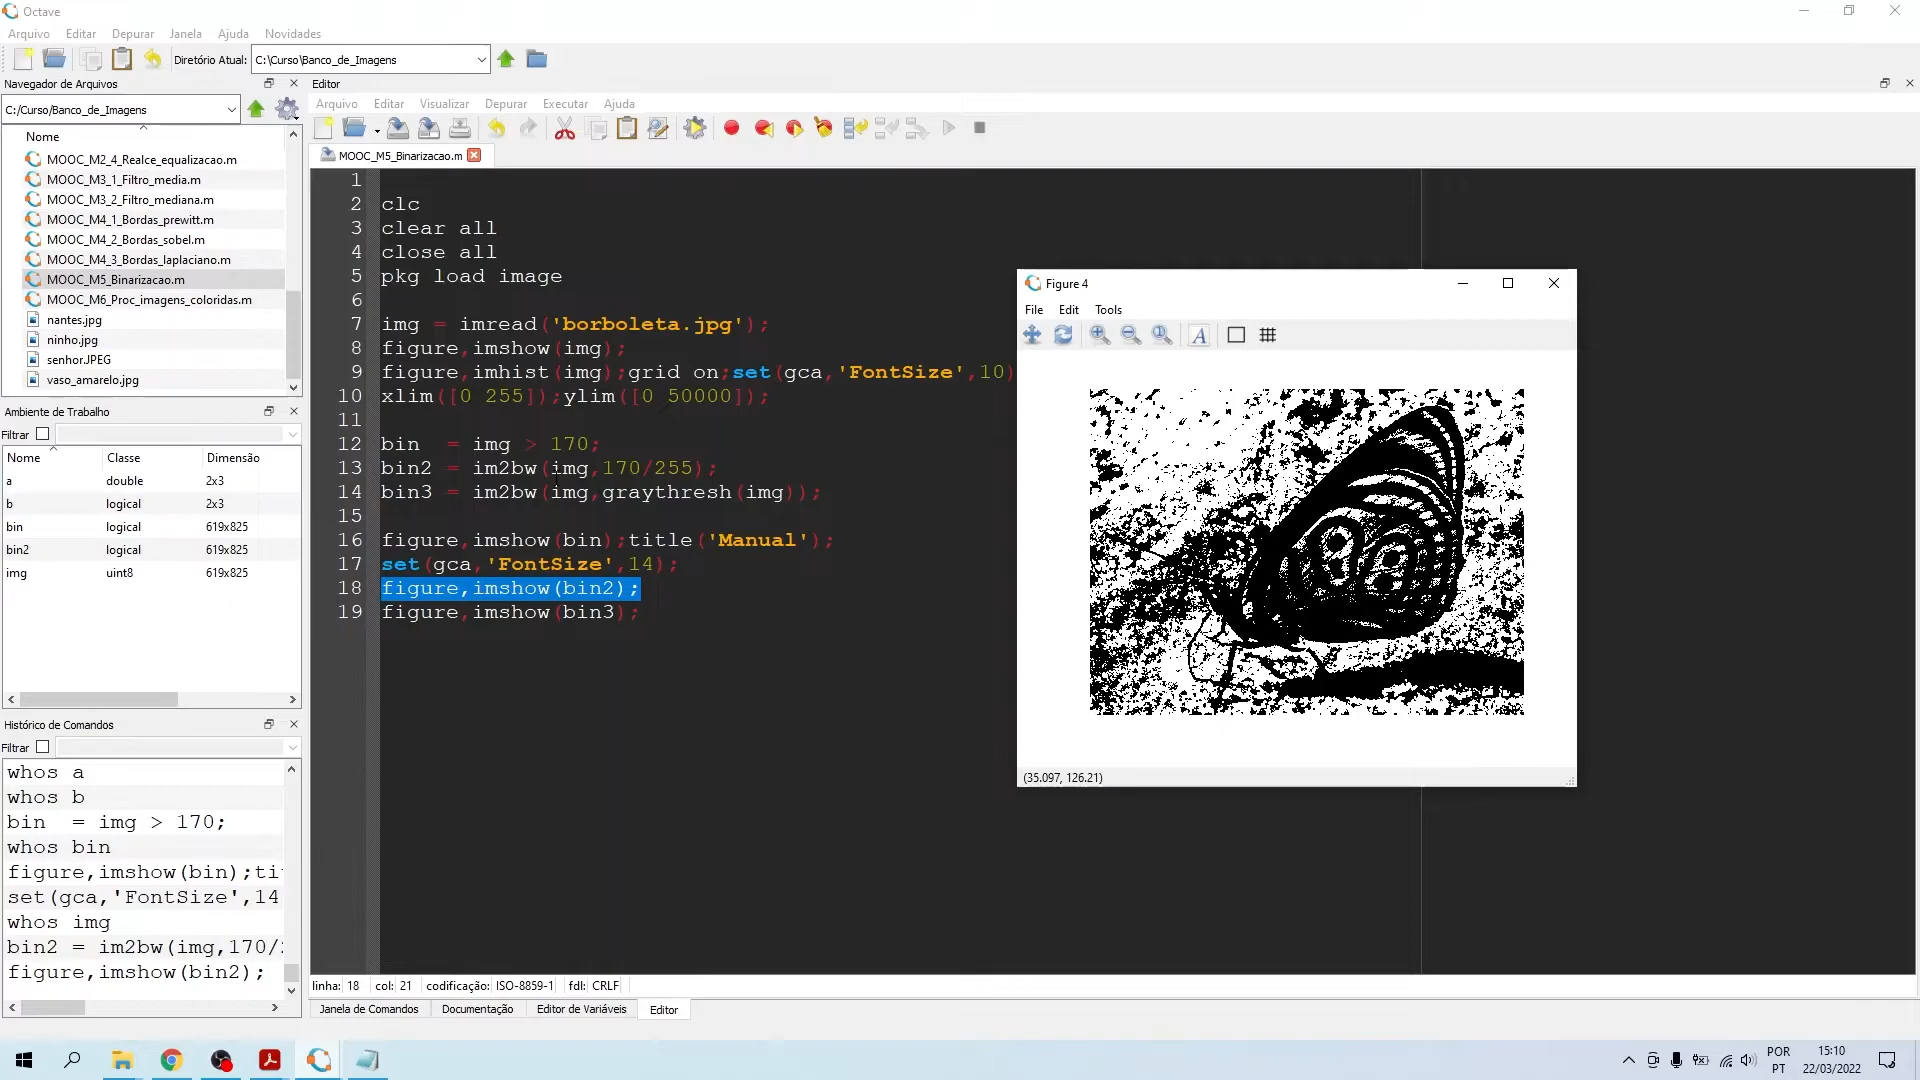 Octave
Arquivo Editar Depurar Janela Ajuda Novidades
Diretório Atual: C:\Curso\Banco_de_Imagens
Navegador de Arquivos
C:/Curso/Banco_de_Imagens
Nome
MOOC_M2_4_Realce_equalizacao.m
MOOC_M3_1_Filtro_media.m
MOOC_M3_2_Filtro_mediana.m
MOOC_M4_1_Bordas_prewitt.m
MOOC_M4_2_Bordas_sobel.m
MOOC_M4_3_Bordas_laplaciano.m
MOOC_M5_Binarizacao.m
MOOC_M6_Proc_imagens_coloridas.m
nantes.jpg
ninho.jpg
senhor.JPEG
vaso_amarelo.jpg
Ambiente de Trabalho
Filtrar
Nome Classe Dimensão
a double 2x3
b logical 2x3
bin logical 619x825
bin2 logical 619x825
img uint8 619x825
Histórico de Comandos
Filtrar
whos a
whos b
bin = img > 170;
whos bin
figure,imshow(bin);ti
set(gca,'FontSize',14
whos img
bin2 = im2bw(img,170/
figure,imshow(bin2);
Editor
Arquivo Editar Visualizar Depurar Executar Ajuda
MOOC_M5_Binarizacao.m
1
2 clc
3 clear all
4 close all
5 pkg load image
6
7 img = imread('borboleta.jpg');
8 figure,imshow(img);
9 figure,imhist(img);grid on;set(gca,'FontSize',10)
10 xlim([0 255]);ylim([0 50000]);
11
12 bin = img > 170;
13 bin2 = im2bw(img,170/255);
14 bin3 = im2bw(img,graythresh(img));
15
16 figure,imshow(bin);title('Manual');
17 set(gca,'FontSize',14);
18 figure,imshow(bin2);
19 figure,imshow(bin3);
Figure 4
File Edit Tools
A
(35.097, 126.21)
linha: 18 col: 21 codificação: ISO-8859-1 fdl: CRLF
Janela de Comandos Documentação Editor de Variáveis Editor
POR
PT
15:10
22/03/2022